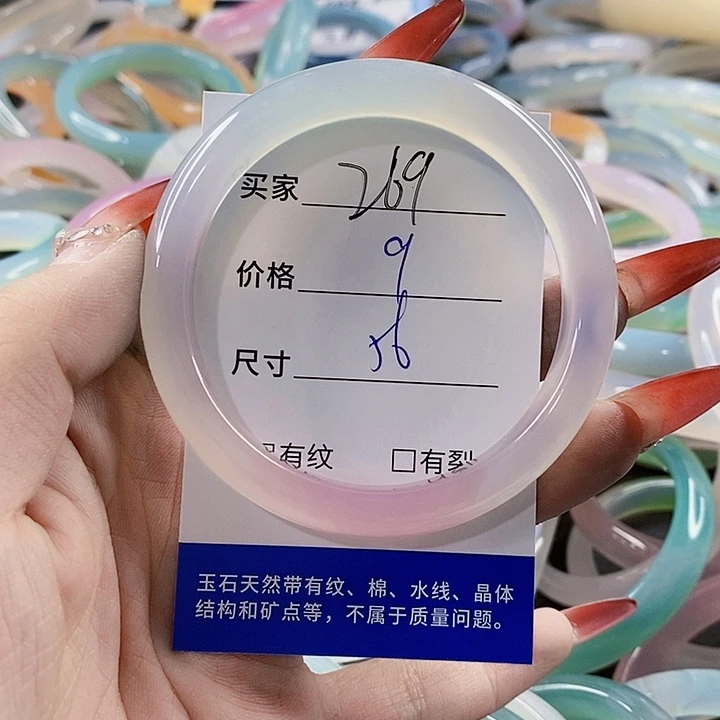 买家 269
价格 9
尺寸 56
有纹 □有裂
玉石天然带有纹、棉、水线、晶体
结构和矿点等，不属于质量问题。